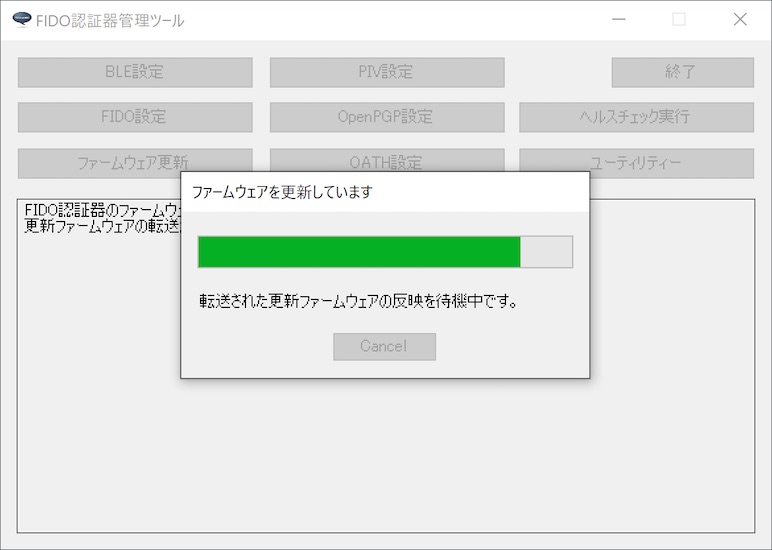 FIDO認証器管理ツール
BLE設定
PIV設定
終了
FIDO設定
OpenPGP設定
ヘルスチェック実行
ファームウェア更新
OATH設定
ユーティリティー
FIDO認証器のファームウェ
更新ファームウェアの転送
ファームウェアを更新しています
転送された更新ファームウェアの反映を待機中です。
Cancel